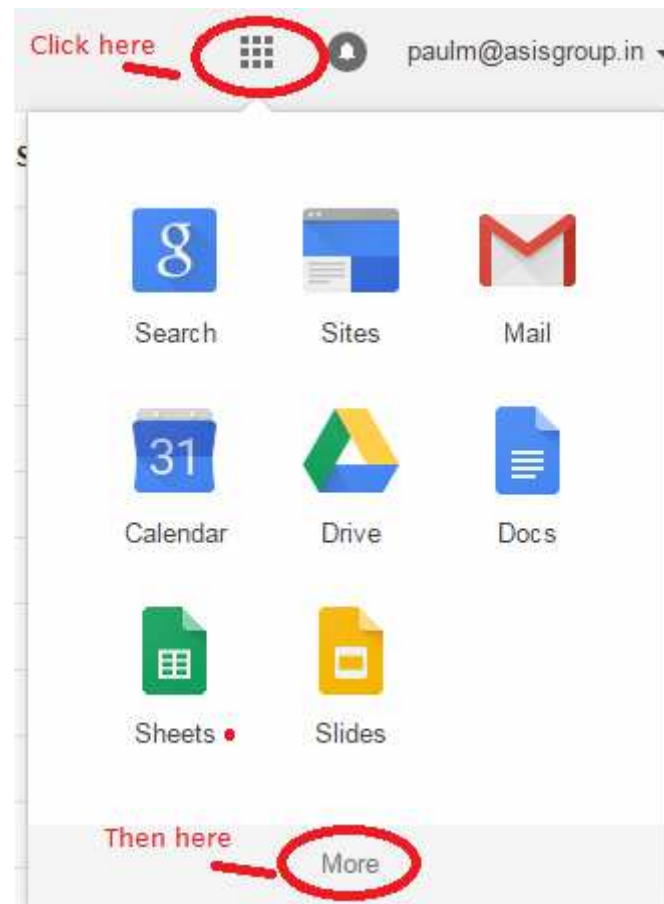 Click here
paulm@asisgroup.in
g
Search Sites Mail
31
Calendar Drive Docs
Sheets Slides
Then here
More